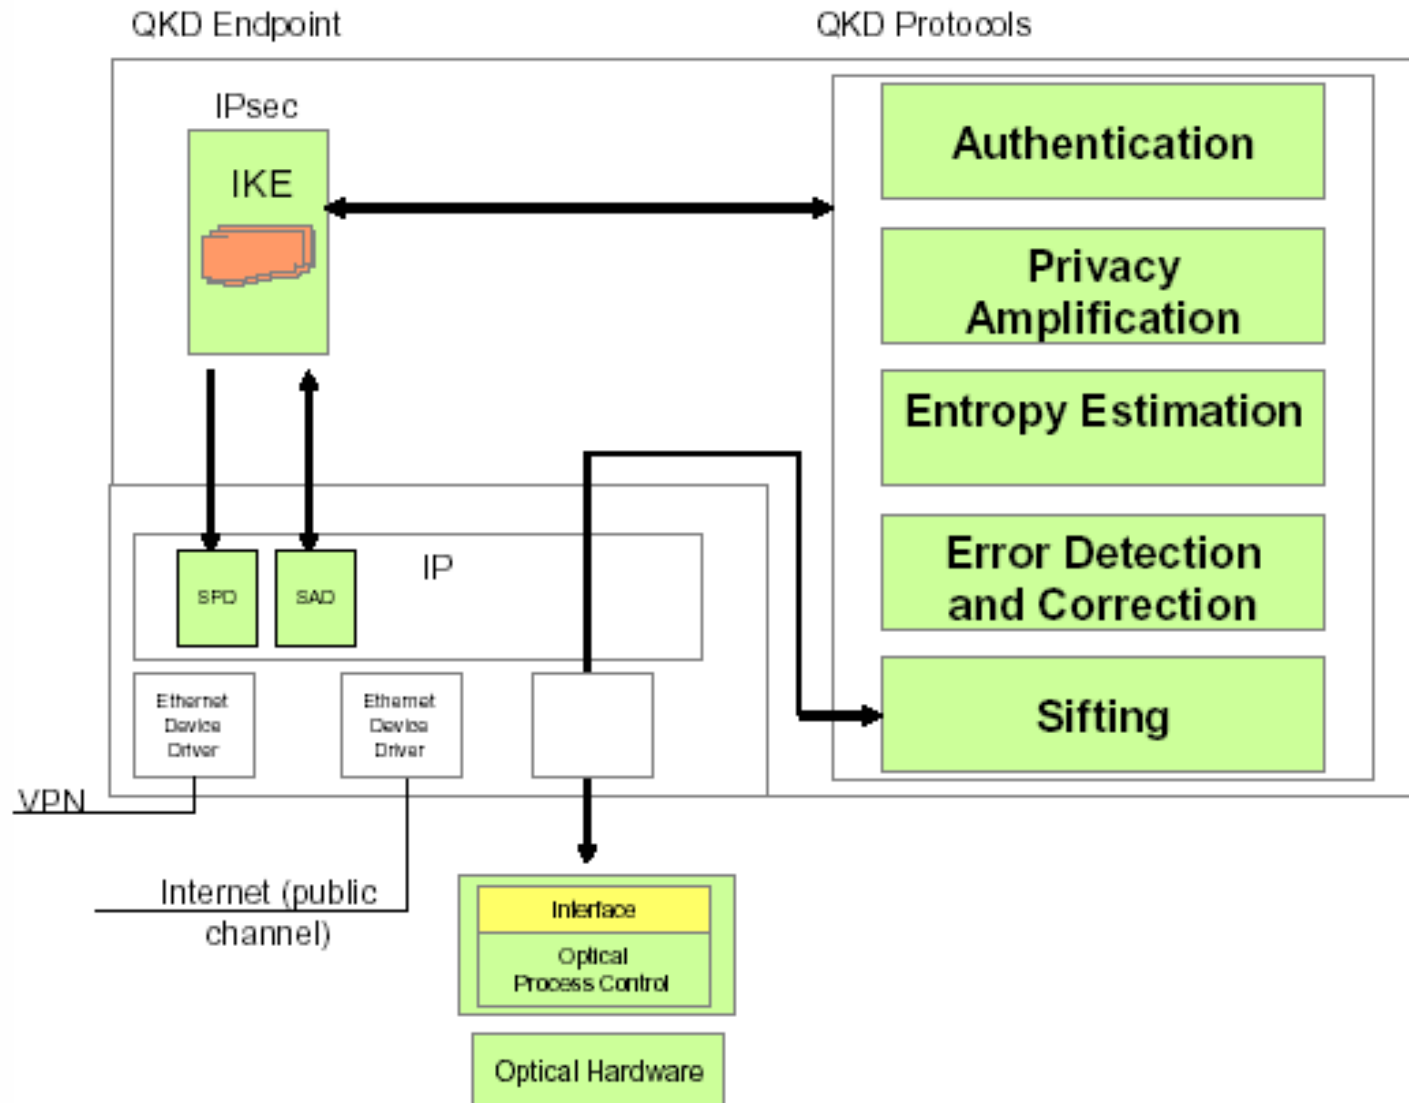 QKD Endpoint
QKD Protocols
IPsec
IKE
Authentication
Privacy
Amplification
Entropy Estimation
Error Detection
and Correction
Sifting
IP
SPD
SAD
Ethernet
Device
Driver
Ethernet
Device
Driver
VPN
Internet (public
channel)
Interface
Optical
Process Control
Optical Hardware